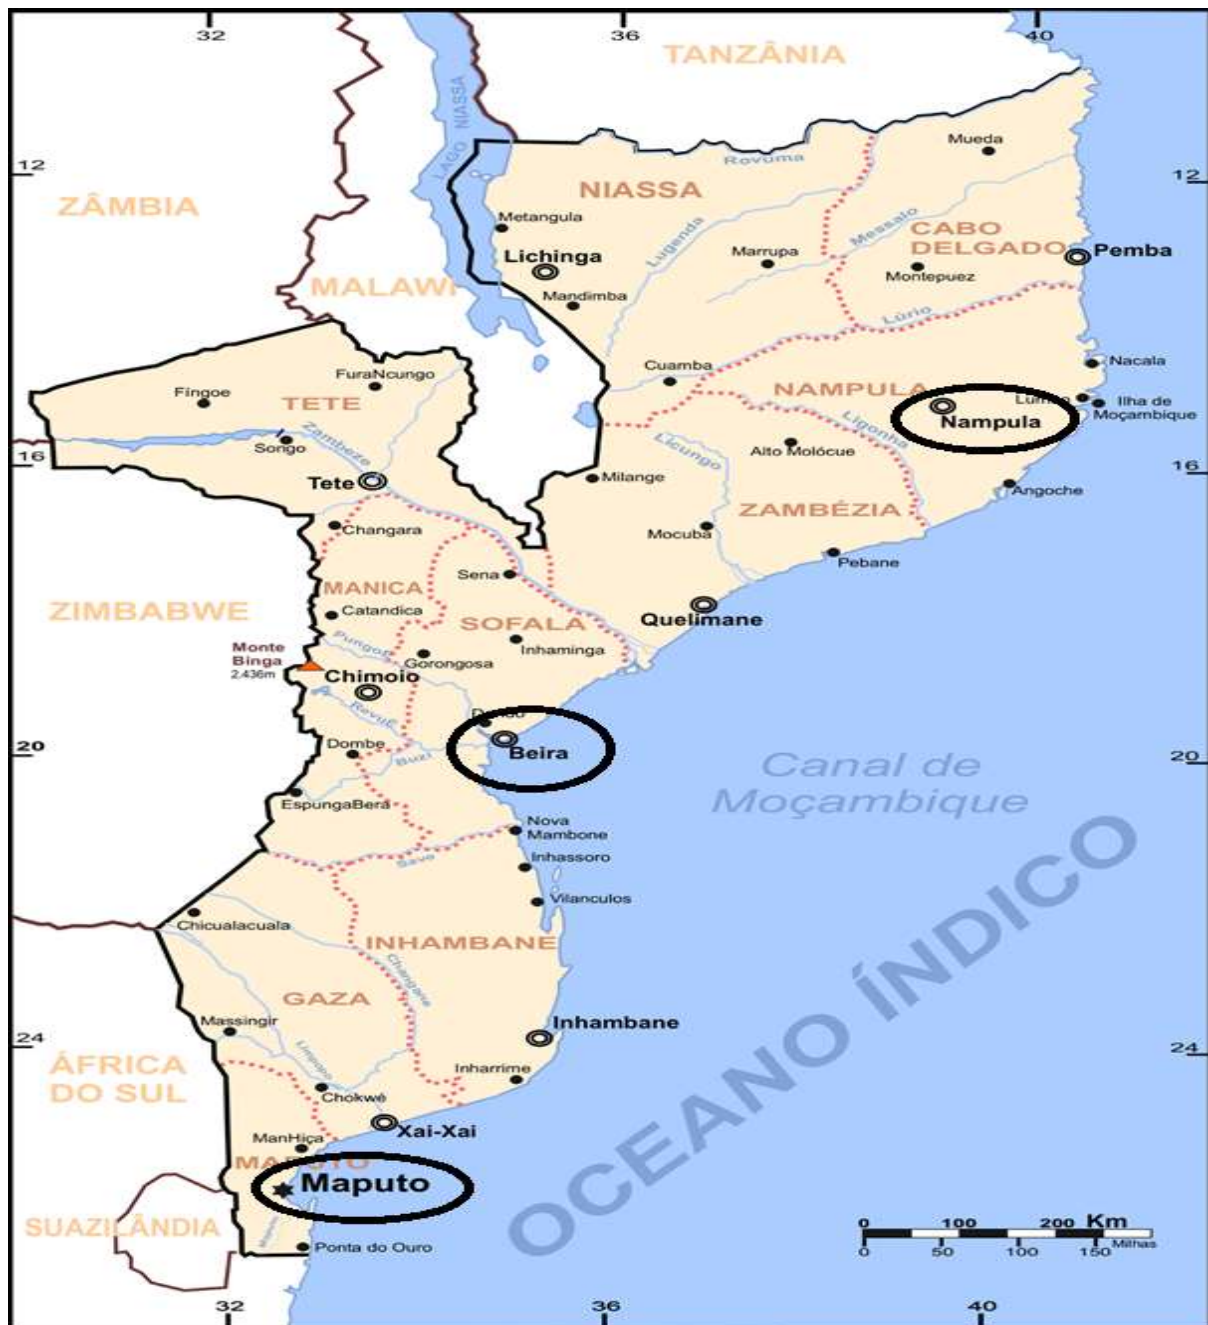 32
36
40
TANZÂNIA
LAGO NIASSA
Mueda
Rovuma
12
12
NIASSA
ZÂMBIA
Metangula
Lugenda
Messalo
CABO
DELGADO
Lichinga
Marrupa
Pemba
Montepuez
MALAWI
Mandimba
Lúrio
Cuamba
Nacala
FuraNcungo
NAMPULA
Fíngoe
TETE
Ilha de
Moçambique
Nampula
Ligonha
Zambeze
Licungo
Songo
Alto Molócue
16
16
Tete
Milange
Angoche
ZAMBÉZIA
Changara
Mocuba
Pebane
Sena
MANICA
ZIMBABWE
Catandica
SOFALA
Quelimane
Inhaminga
Monte
Binga
2.436m
Gorongosa
Chimoio
Dombe
Beira
Buzi
20
20
Canal de
Moçambique
EspungaBera
Nova
Mambone
Save
Inhassoro
Vilanculos
Chicualacuala
INHAMBANE
Changane
GAZA
OCEANO ÍNDICO
Massingir
Inhambane
24
24
Limpopo
ÁFRICA
DO SUL
Inharrime
Chokwé
Xai-Xai
ManHiça
MAPUTO
Maputo
SUAZILÂNDIA
Ponta do Ouro
0 100 200 Km
0 50 100 150 Milhas
32
36
40